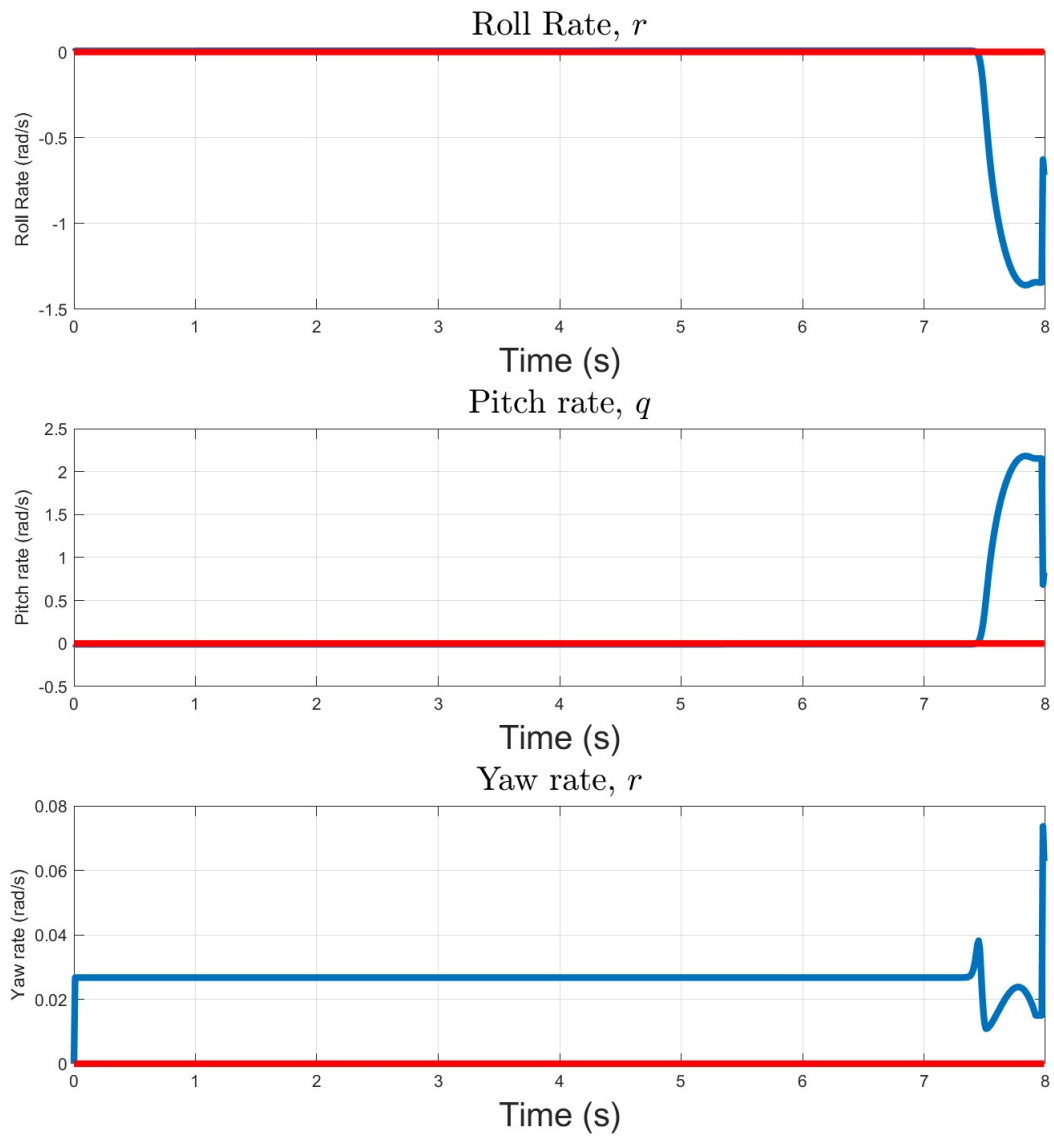 Roll Rate, r
Roll Rate (rad/s)
0
-0.5
-1
-1.5
0 1 2 3 4 5 6 7 8
Time (s)
Pitch rate, q
Pitch rate (rad/s)
2.5
2
1.5
1
0.5
0
-0.5
0 1 2 3 4 5 6 7 8
Time (s)
Yaw rate, r
Yaw rate (rad/s)
0.08
0.06
0.04
0.02
0
0 1 2 3 4 5 6 7 8
Time (s)